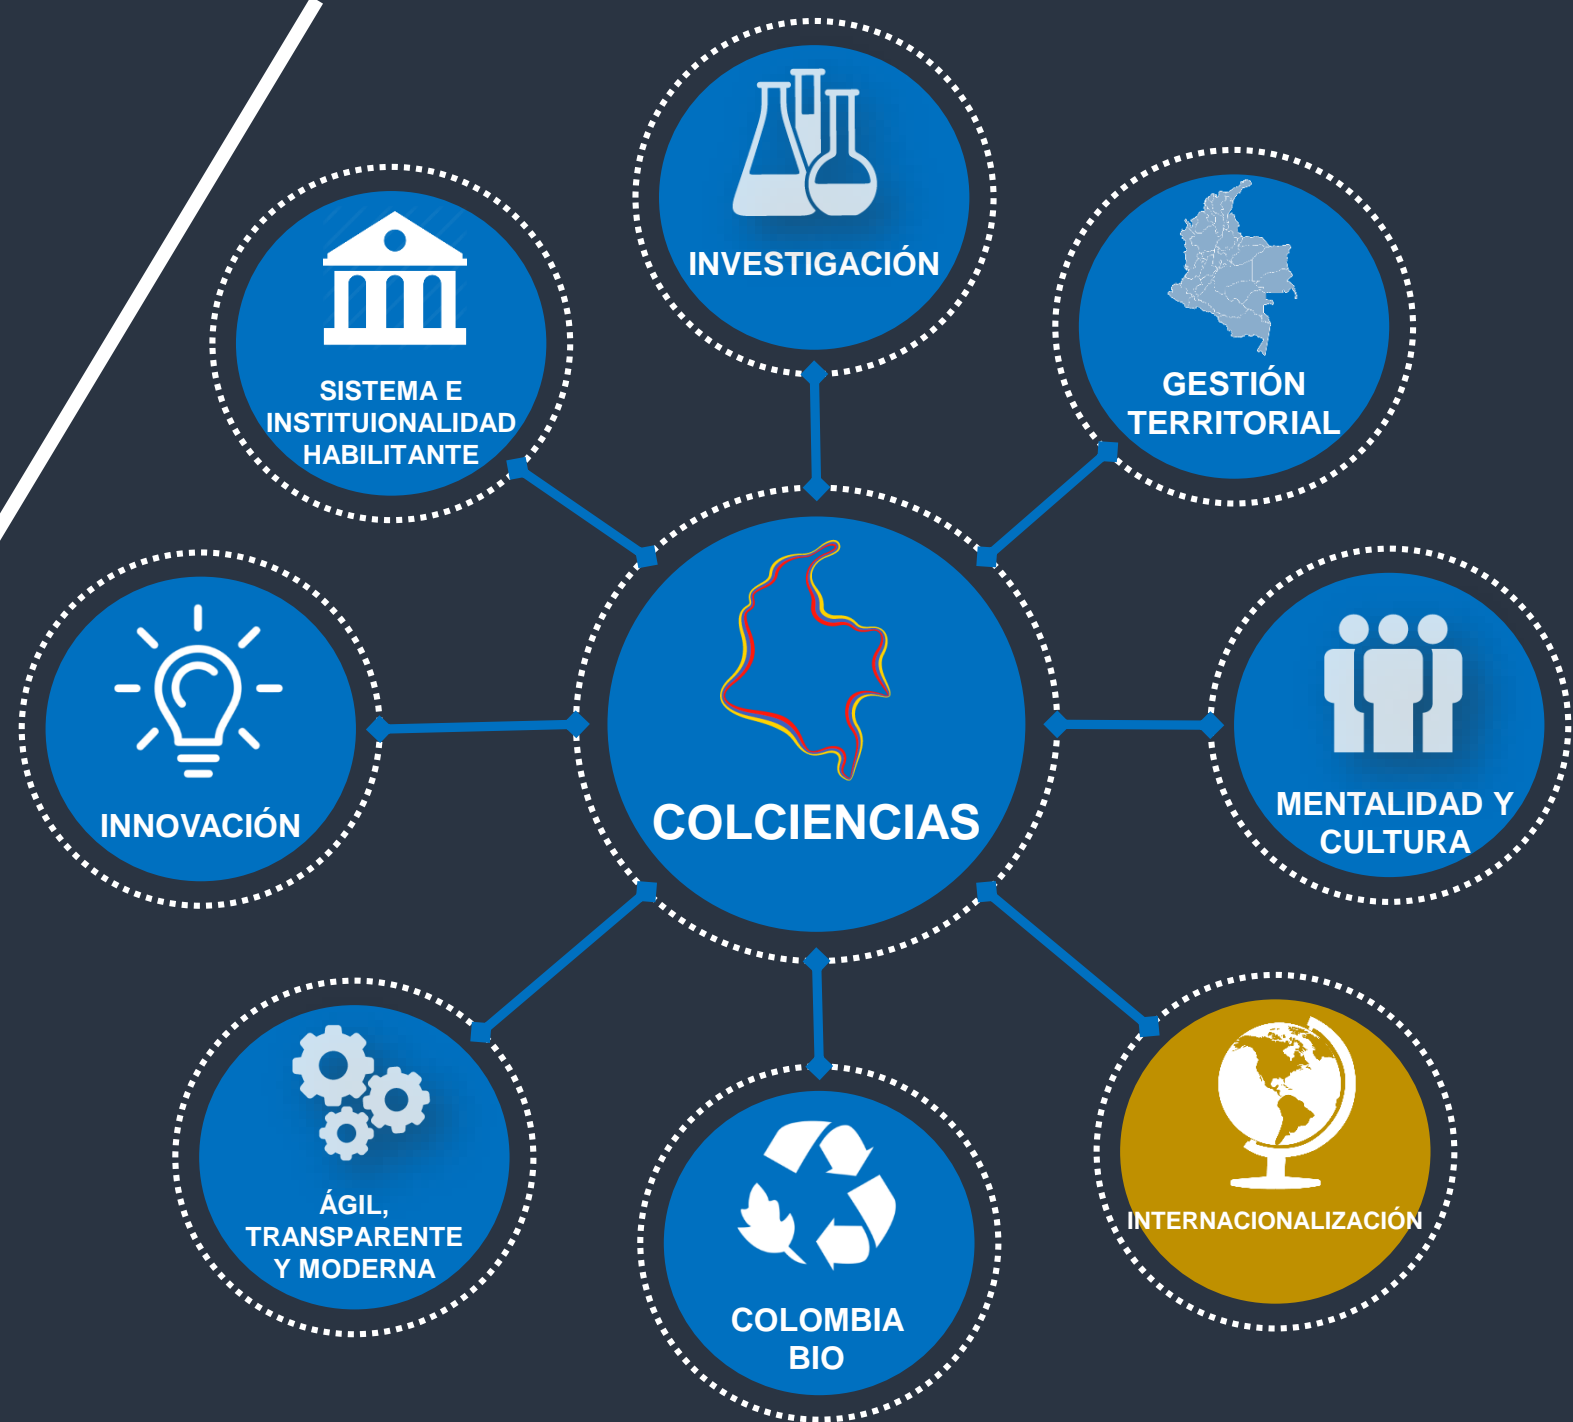 INVESTIGACIÓN
GESTIÓN
TERRITORIAL
SISTEMA E
INSTITUIONALIDAD
HABILITANTE
COLCIENCIAS
MENTALIDAD Y
CULTURA
INNOVACIÓN
ÁGIL,
TRANSPARENTE
Y MODERNA
INTERNACIONALIZACIÓN
COLOMBIA
BIO